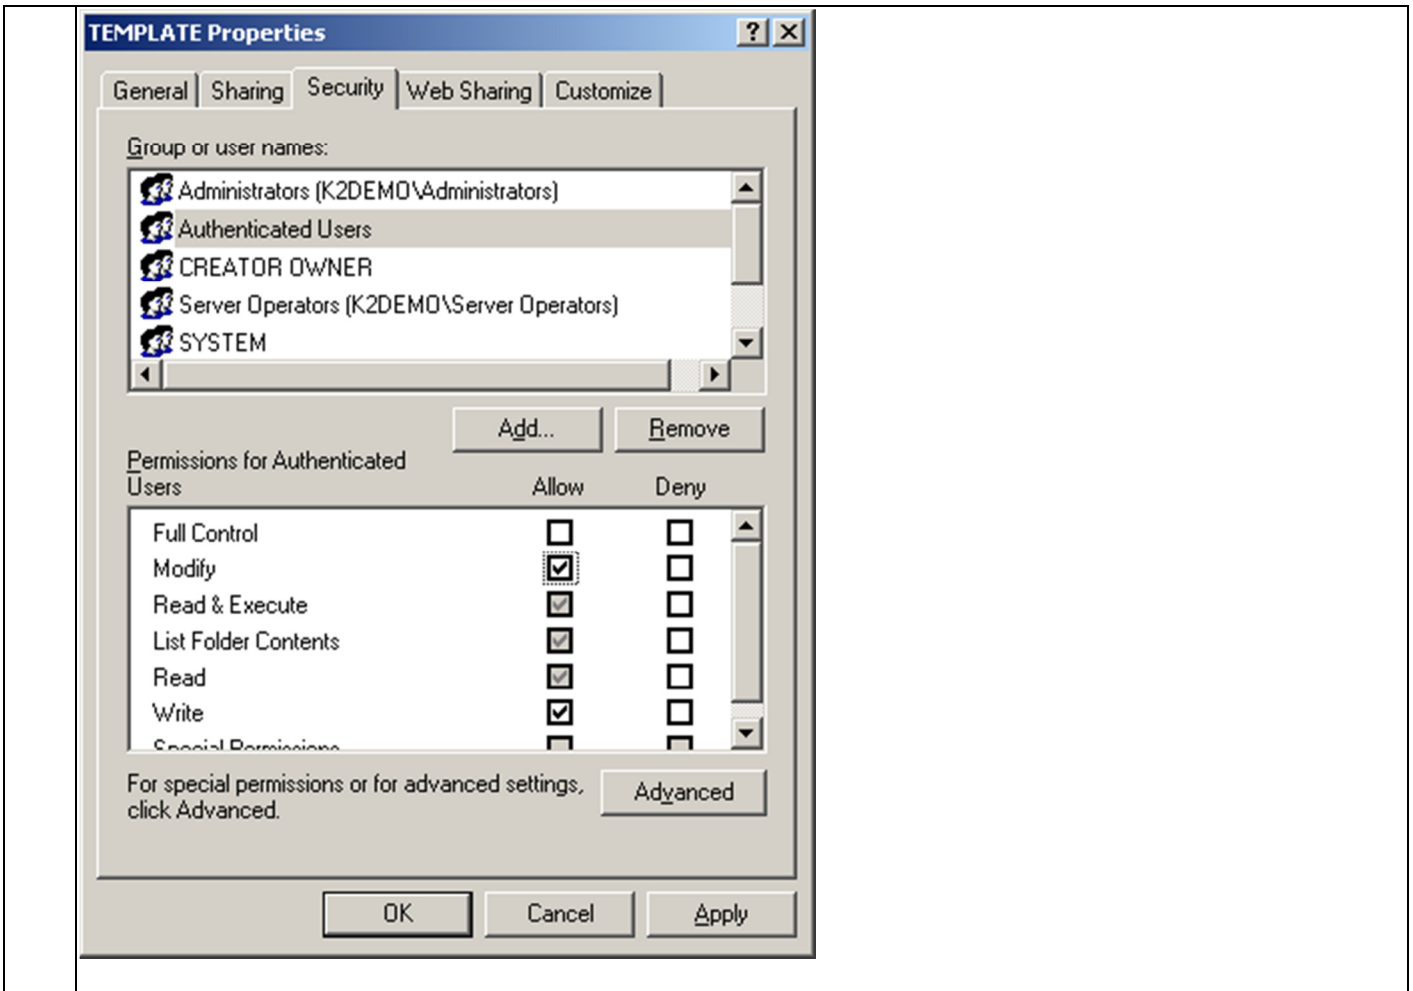 TEMPLATE Properties
General Sharing Security Web Sharing Customize
Group or user names:
Administrators (K2DEMO\Administrators)
Authenticated Users
CREATOR OWNER
Server Operators (K2DEMO\Server Operators)
SYSTEM
Add... Remove
Permissions for Authenticated
Users Allow Deny
Full Control
Modify
Read & Execute
List Folder Contents
Read
Write
Special Permissions
For special permissions or for advanced settings,
click Advanced.
Advanced
OK Cancel Apply